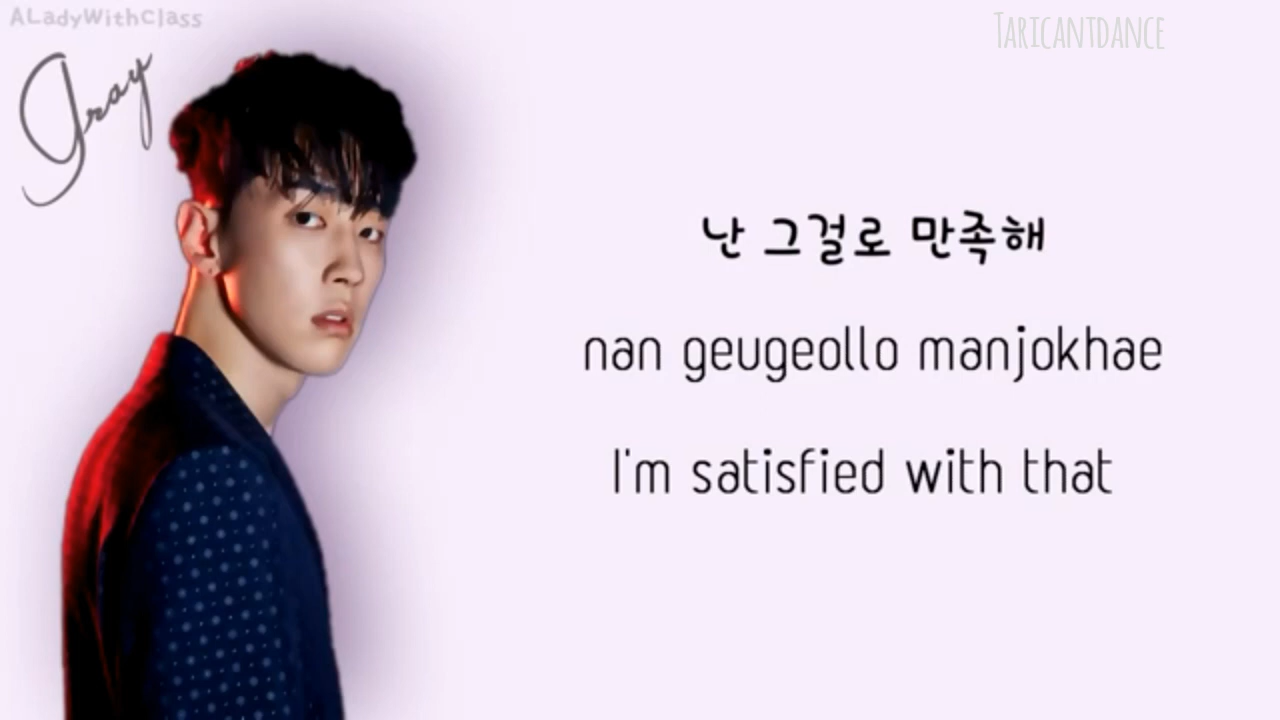 ALadyWithClass
Taricantdance
Gray
난 그걸로 만족해
nan geugeollo manjokhae
I'm satisfied with that